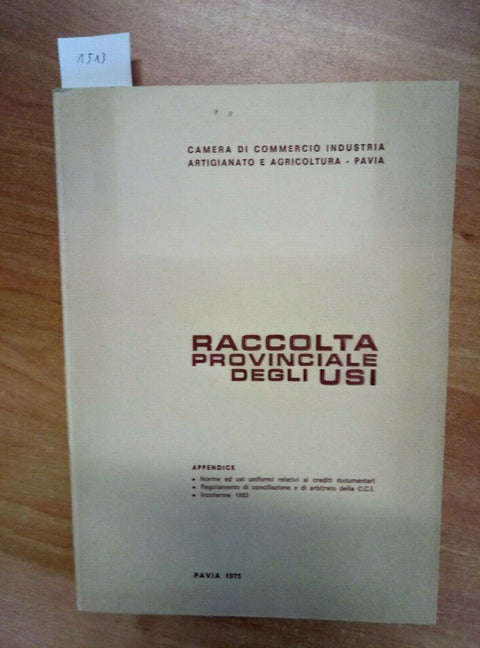 1513
CAMERA DI COMMERCIO INDUSTRIA
ARTIGIANATO E AGRICOLTURA - PAVIA
RACCOLTA
PROVINCIALE
DEGLI USI
APPENDICE
• Norme ed usi uniformi relativi ai crediti documentari
• Regolamento di conciliazione e di arbitrato della C.C.I.
• Incoterms 1953
PAVIA 1975